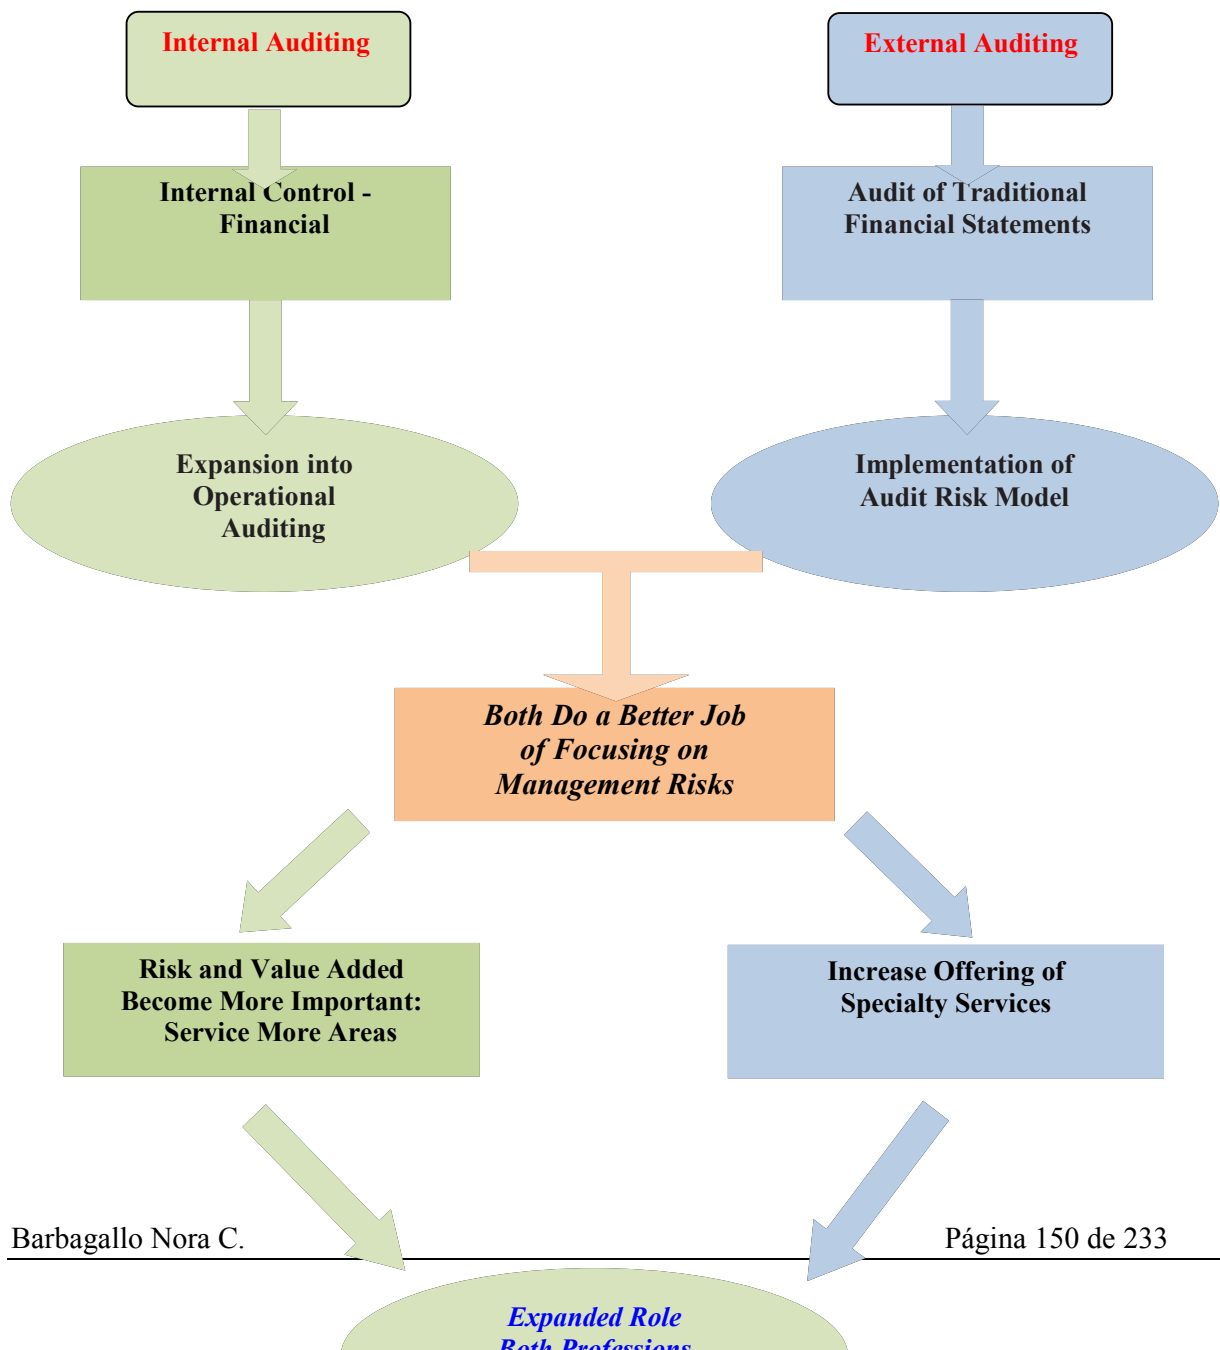 Internal Auditing
External Auditing
Internal Control -
Financial
Audit of Traditional
Financial Statements
Expansion into
Operational
Auditing
Implementation of
Audit Risk Model
Both Do a Better Job
of Focusing on
Management Risks
Risk and Value Added
Become More Important:
Service More Areas
Increase Offering of
Specialty Services
Barbagallo Nora C.
Página 150 de 233
Expanded Role
Both Professions